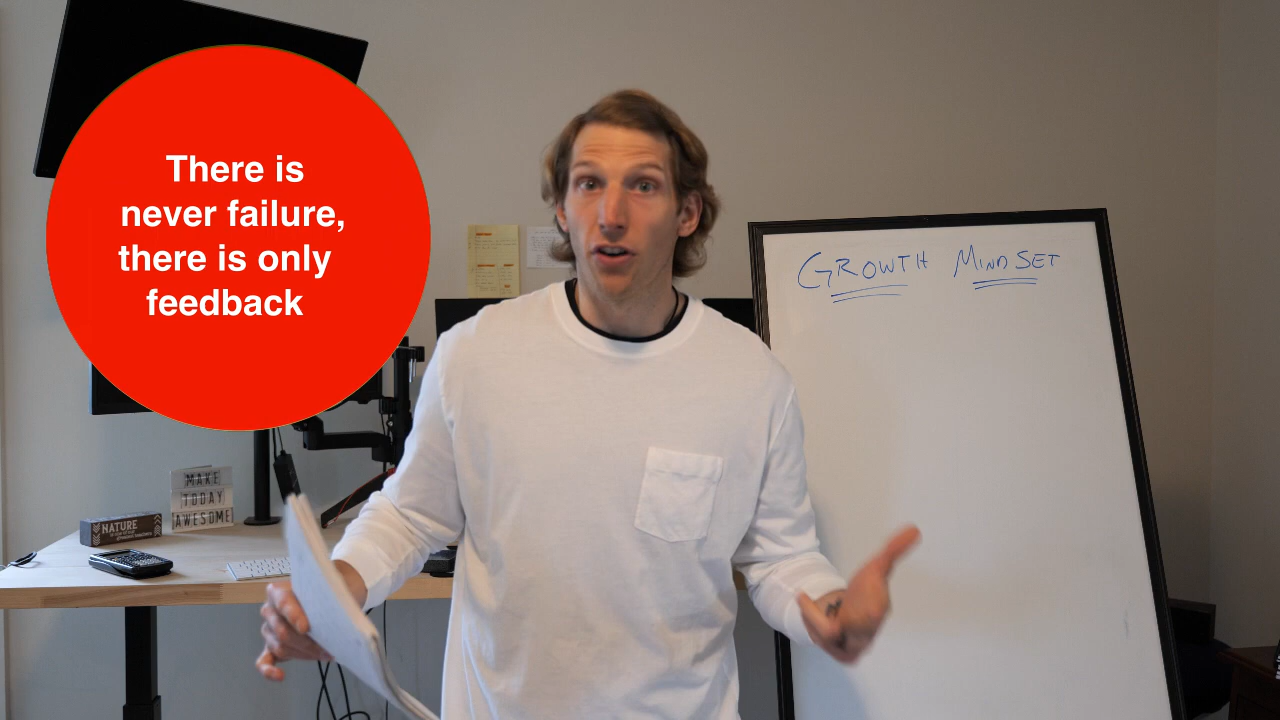 There is
never failure,
there is only
feedback
GROWTH MINDSET
MAKE
TODAY
AWESOME
NATURE